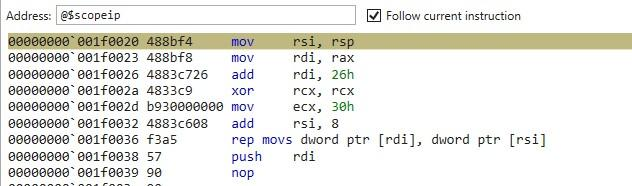 Address: @$scopeip Follow current instruction
00000000`001f0020 488bf4 mov rsi, rsp
00000000`001f0023 488bf8 mov rdi, rax
00000000`001f0026 4883c726 add rdi, 26h
00000000`001f002a 4833c9 xor rcx, rcx
00000000`001f002d b930000000 mov ecx, 30h
00000000`001f0032 4883c608 add rsi, 8
00000000`001f0036 f3a5 rep movs dword ptr [rdi], dword ptr [rsi]
00000000`001f0038 57 push rdi
00000000`001f0039 90 nop